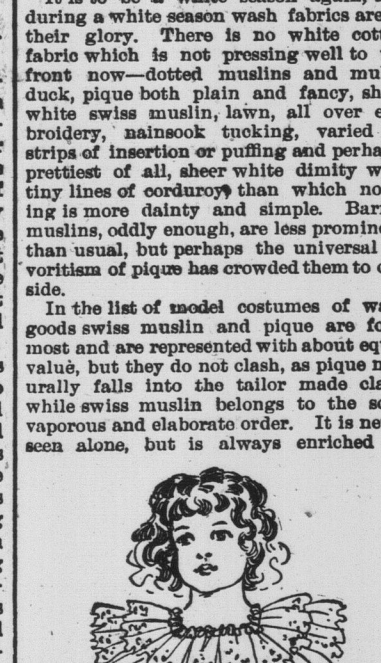 during a white season wash fabrics are
their glory. There is no white cot
fabric which is not pressing well to
front now—dotted muslins and mu
duck, pique both plain and fancy, sh
white swiss muslin, lawn, all over e
broidery, nainsook tucking, varied
strips of insertion or puffing and perha
prettiest of all, sheer white dimity w
tiny lines of corduroy, than which no
ing is more dainty and simple. Bar
muslins, oddly enough, are less promine
than usual, but perhaps the universal
voritism of pique has crowded them to
side.
In the list of model costumes of wa
goods swiss muslin and pique are fo
most and are represented with about equ
value, but they do not clash, as pique n
urally falls into the tailor made cla
while swiss muslin belongs to the so
vaporous and elaborate order. It is ne
seen alone, but is always enriched